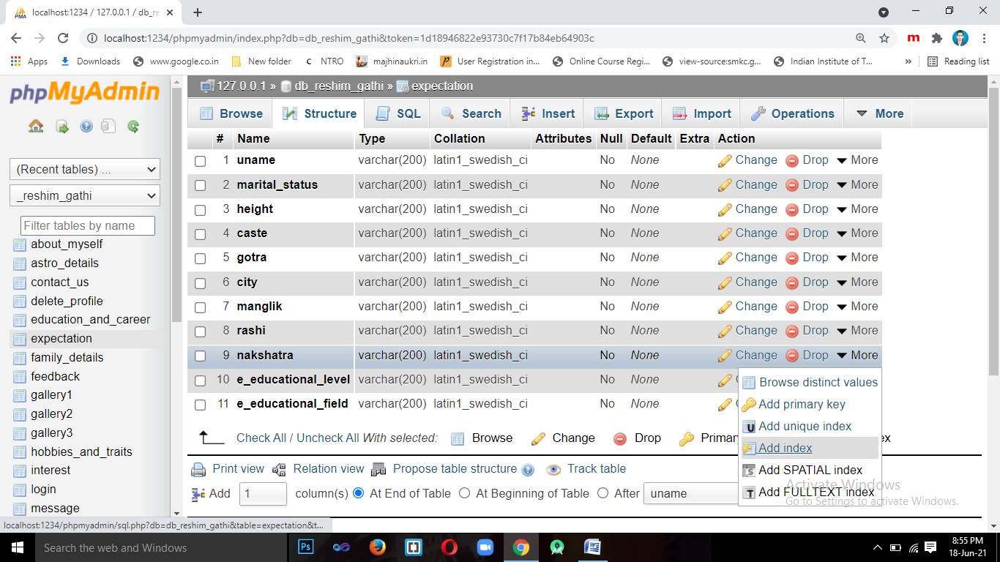 localhost:1234 / 127.0.0.1 / db_re
localhost:1234/phpmyadmin/index.php?db=db_reshim_gathi&token=1d18946822e93730c7f17b84eb64903c
Apps Downloads www.google.co.in New folder NTRO majhinaukri.in User Registration in... Online Course Regi... view-source:smkc.g... Indian Institute of T... » Reading list
phpMyAdmin
(Recent tables) ...
_reshim_gathi
Filter tables by name
about_myself
astro_details
contact_us
delete_profile
education_and_career
expectation
family_details
feedback
gallery1
gallery2
gallery3
hobbies_and_traits
interest
login
message
127.0.0.1 » db_reshim_gathi » expectation
Browse Structure SQL Search Insert Export Import Operations More
# Name Type Collation Attributes Null Default Extra Action
1 uname varchar(200) latin1_swedish_ci No None Change Drop More
2 marital_status varchar(200) latin1_swedish_ci No None Change Drop More
3 height varchar(200) latin1_swedish_ci No None Change Drop More
4 caste varchar(200) latin1_swedish_ci No None Change Drop More
5 gotra varchar(200) latin1_swedish_ci No None Change Drop More
6 city varchar(200) latin1_swedish_ci No None Change Drop More
7 manglik varchar(200) latin1_swedish_ci No None Change Drop More
8 rashi varchar(200) latin1_swedish_ci No None Change Drop More
9 nakshatra varchar(200) latin1_swedish_ci No None Change Drop More
10 e_educational_level varchar(200) latin1_swedish_ci No None
11 e_educational_field varchar(200) latin1_swedish_ci No None
Browse distinct values
Add primary key
Add unique index
Add index
Add SPATIAL index
Add FULLTEXT index
Check All / Uncheck All With selected: Browse Change Drop Primar
Print view Relation view Propose table structure Track table
Add 1 column(s) At End of Table At Beginning of Table After uname
Activate Windows
Go to Settings to activate Windows.
localhost:1234/phpmyadmin/sql.php?db=db_reshim_gathi&table=expectation&t...
Search the web and Windows
8:55 PM
18-Jun-21